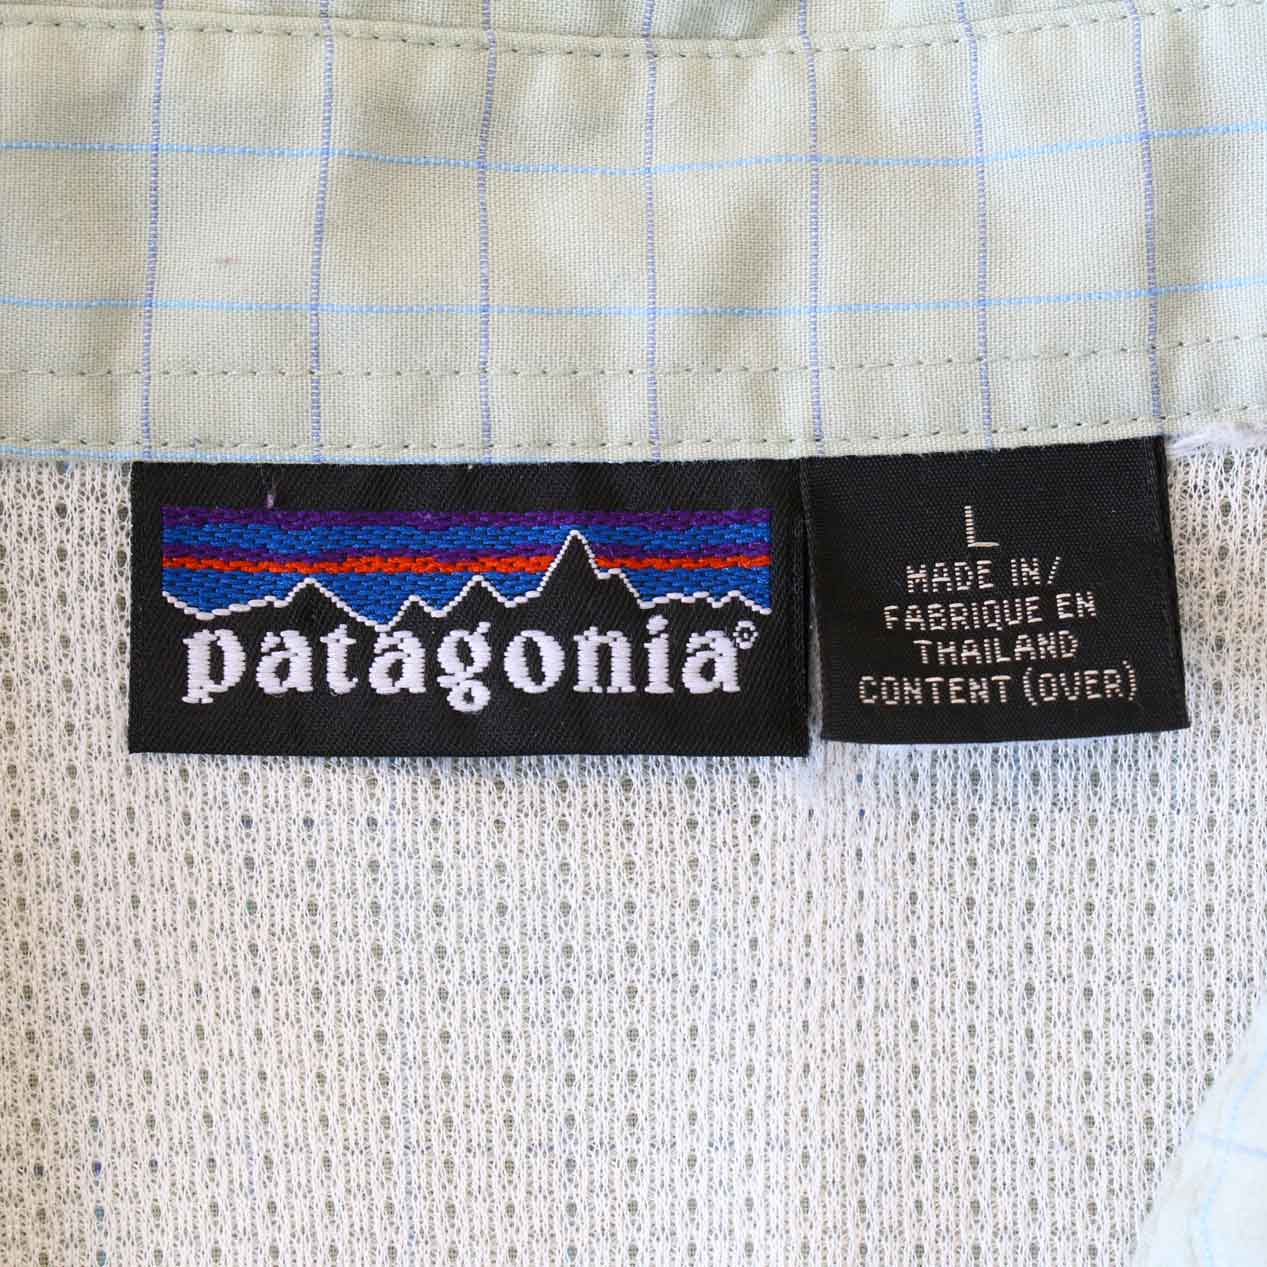 patagonia®
L
MADE IN/
FABRIQUE EN
THAILAND
CONTENT (OVER)